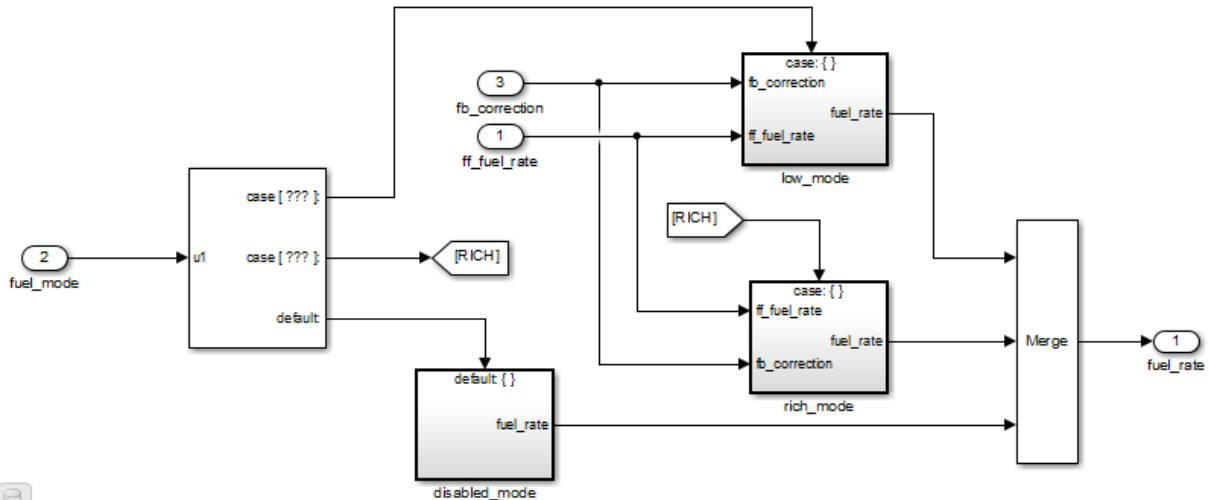 case: { }
fb_correction
fuel_rate
ff_fuel_rate
low_mode
3
fb_correction
1
ff_fuel_rate
case [ ??? ]:
u1
case [ ??? ]:
default:
2
fuel_mode
[RICH]
[RICH]
case: { }
ff_fuel_rate
fuel_rate
fb_correction
rich_mode
Merge
1
fuel_rate
default: { }
fuel_rate
disabled_mode